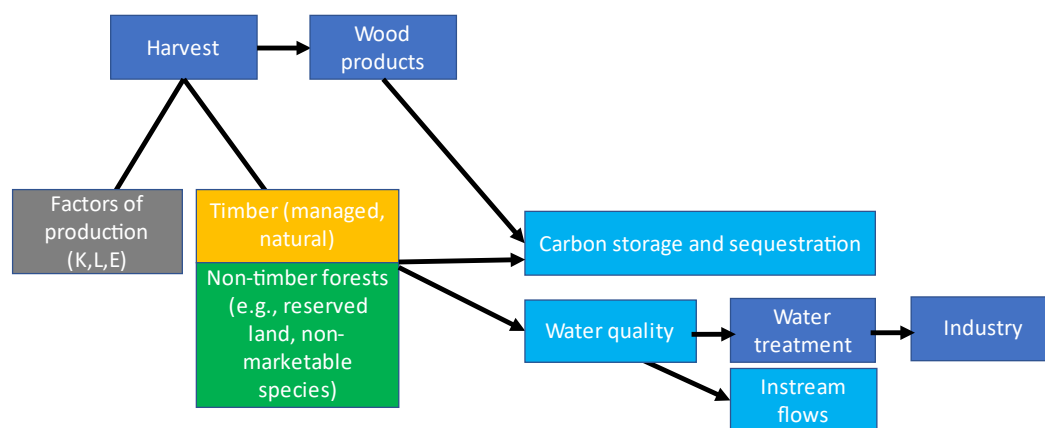 Harvest
Wood
products
Factors of
production
(K,L,E)
Timber (managed,
natural)
Non-timber forests
(e.g., reserved
land, non-
marketable
species)
Carbon storage and sequestration
Water quality
Water
treatment
Industry
Instream
flows